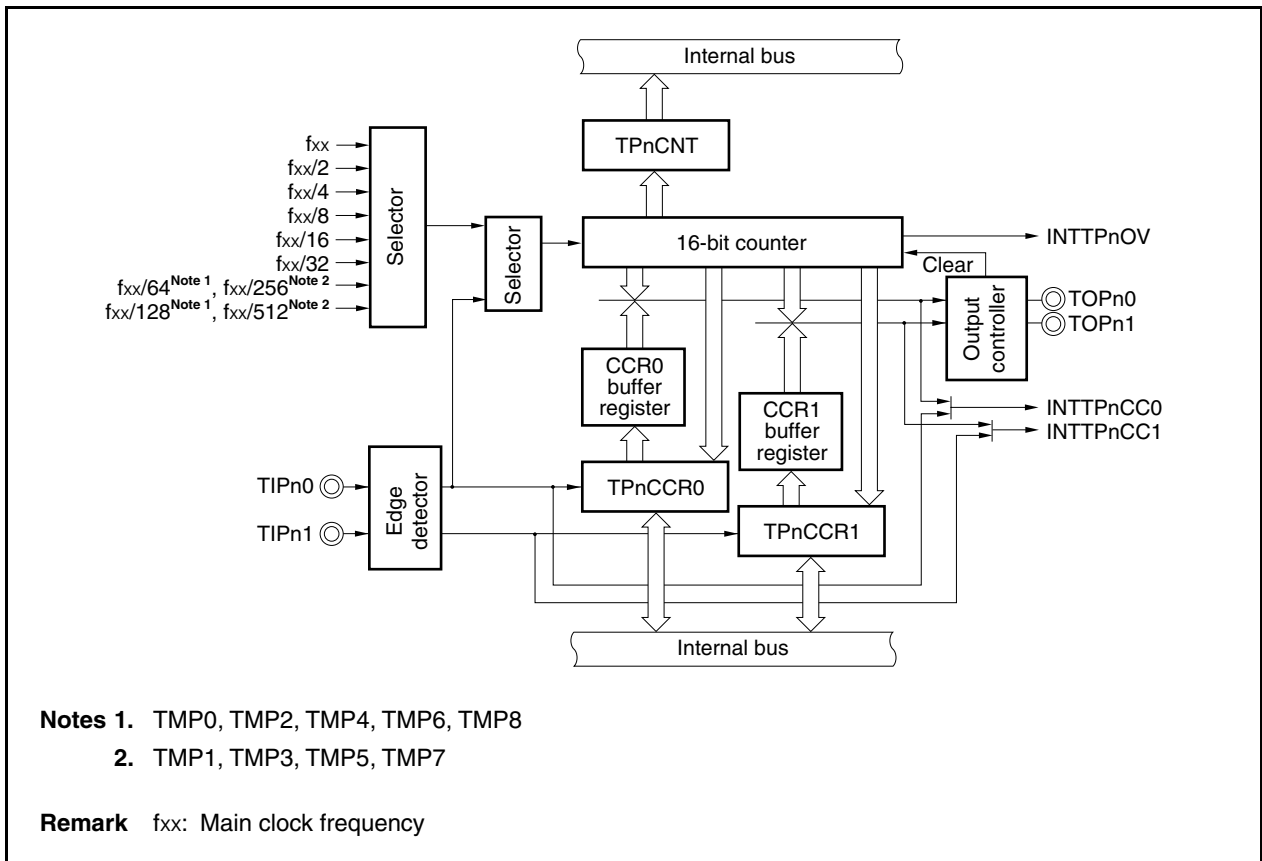 Internal bus
TPnCNT
fxx
fxx/2
fxx/4
fxx/8
fxx/16
fxx/32
fxx/64Note 1, fxx/256Note 2
fxx/128Note 1, fxx/512Note 2
Selector
Selector
16-bit counter
INTTPnOV
Clear
TOPn0
TOPn1
Output
controller
CCR0
buffer
register
CCR1
buffer
register
INTTPnCC0
INTTPnCC1
TIPn0
TIPn1
Edge
detector
TPnCCR0
TPnCCR1
Internal bus
Notes 1. TMP0, TMP2, TMP4, TMP6, TMP8
2. TMP1, TMP3, TMP5, TMP7
Remark fxx: Main clock frequency